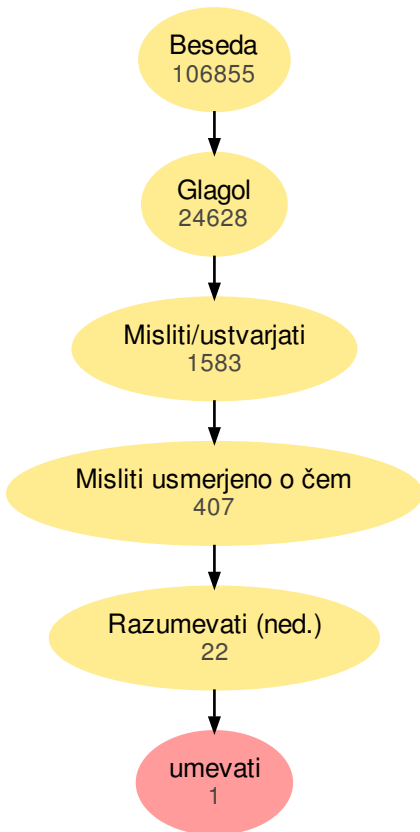 Beseda
106855
Glagol
24628
Misliti/ustvarjati
1583
Misliti usmerjeno o čem
407
Razumevati (ned.)
22
umevati
1